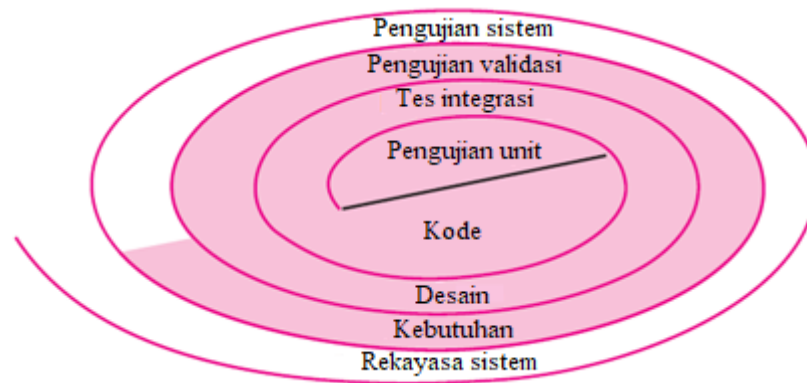 Pengujian sistem
Pengujian validasi
Tes integrasi
Pengujian unit
Kode
Desain
Kebutuhan
Rekayasa sistem